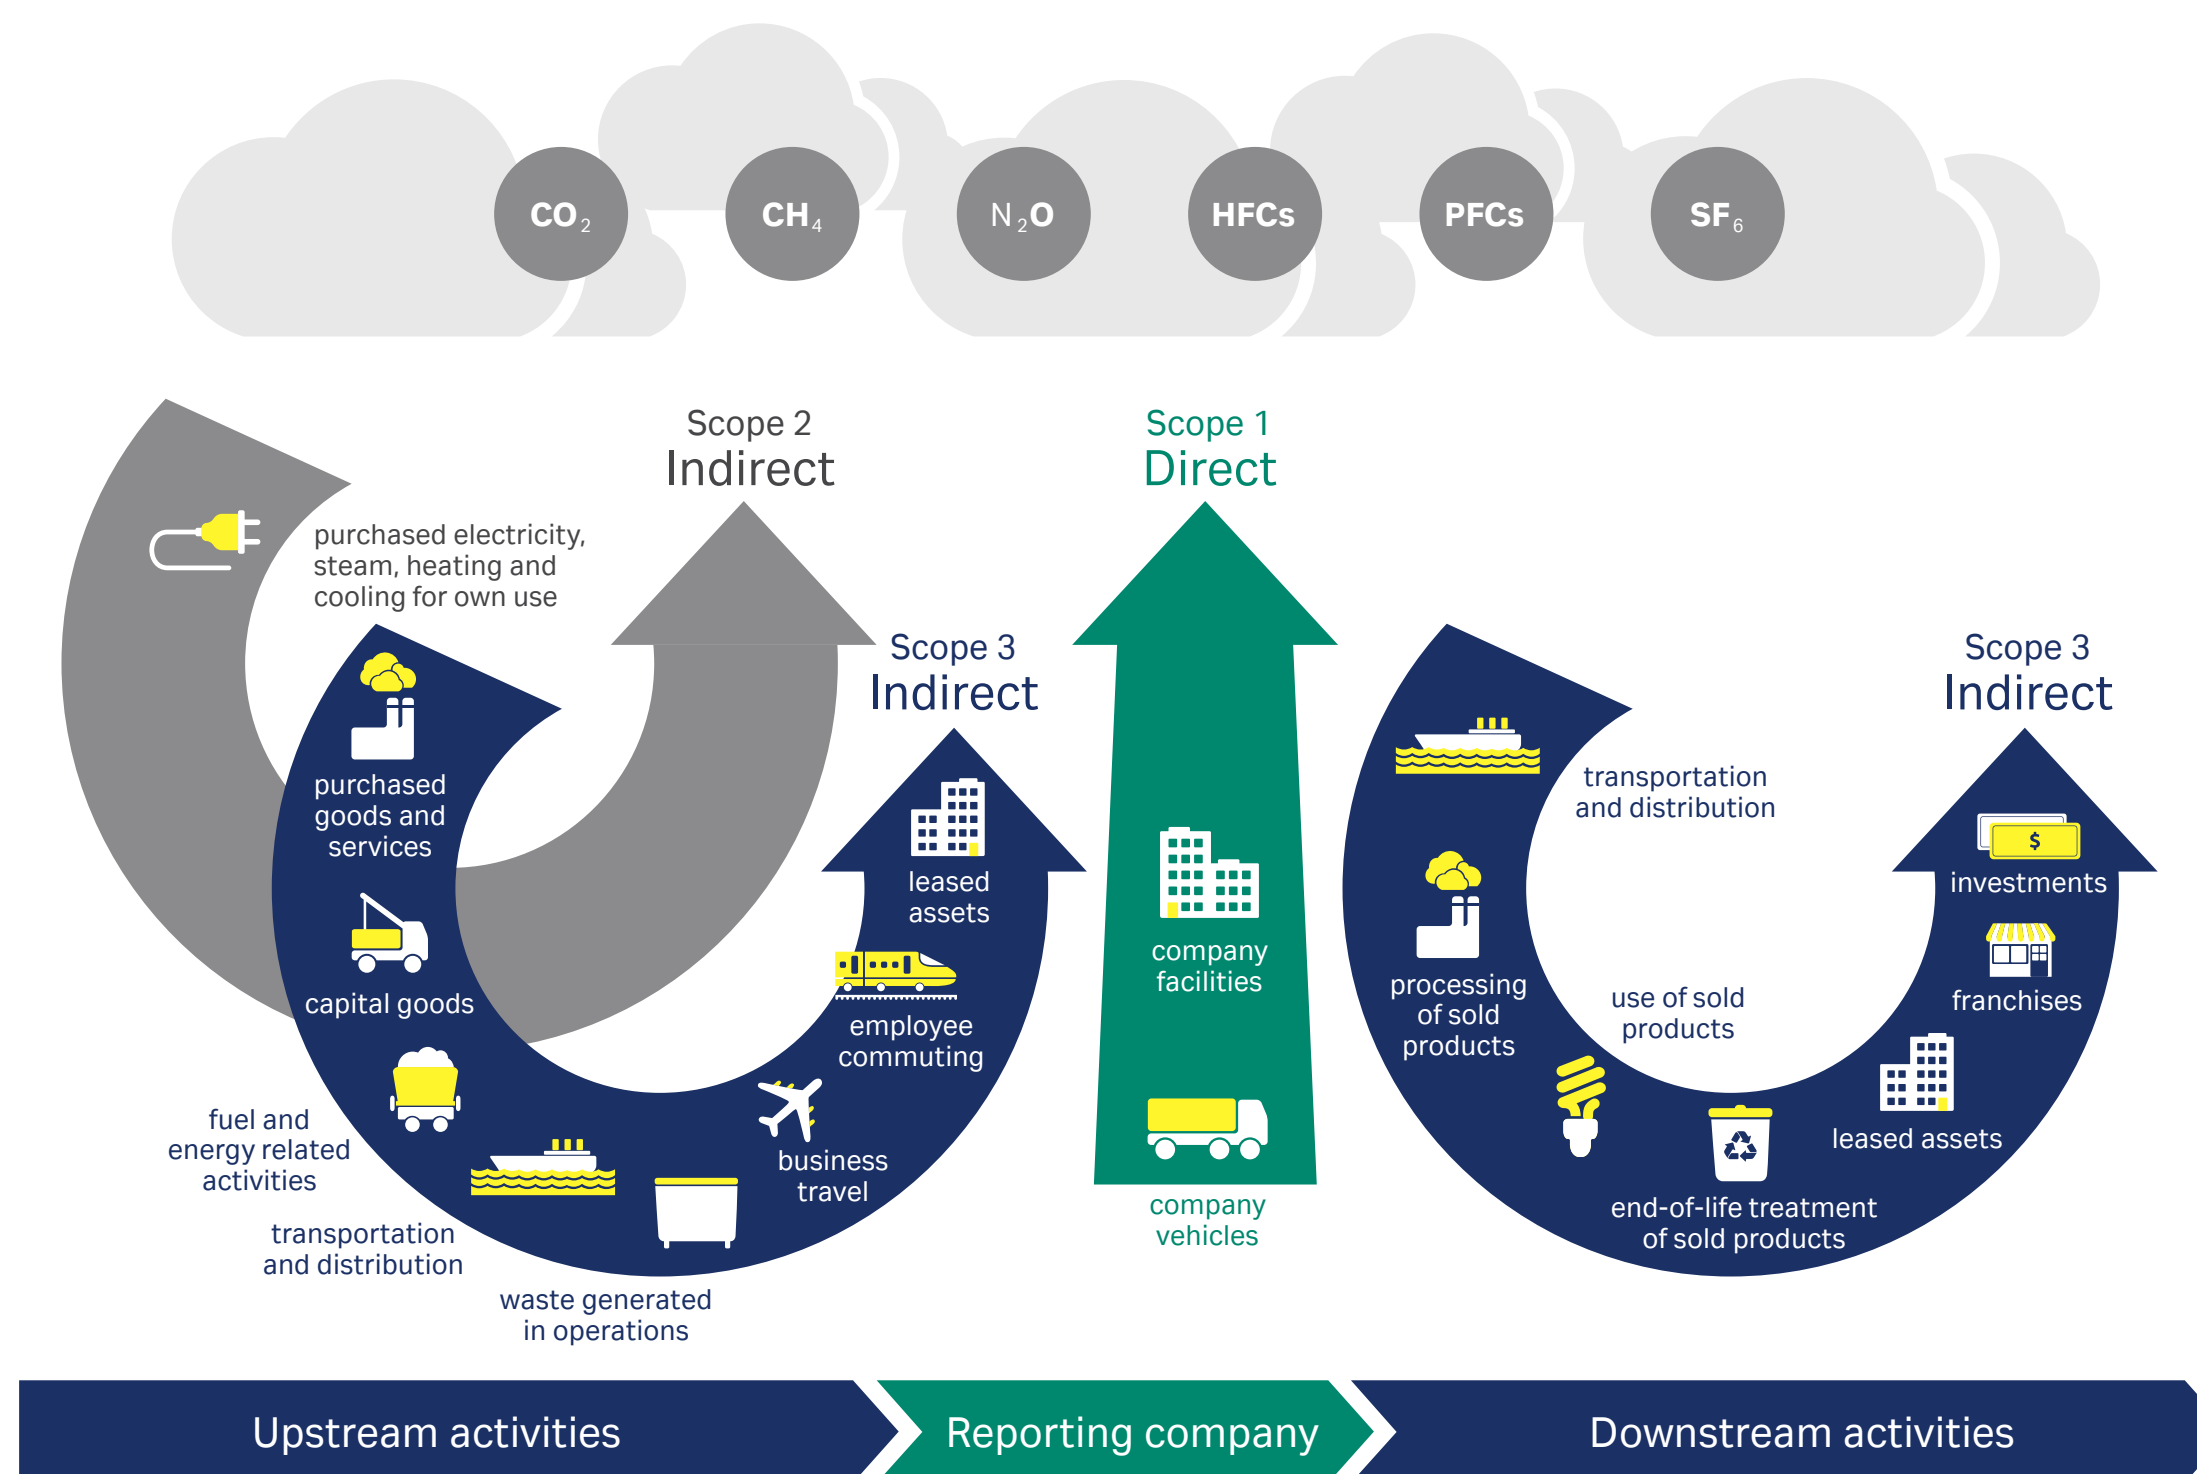 CO₂
CH₄
N₂O
HFCs
PFCs
SF₆
Scope 2
Indirect
Scope 1
Direct
purchased electricity,
steam, heating and
cooling for own use
Scope 3
Indirect
Scope 3
Indirect
purchased
goods and
services
capital goods
fuel and
energy related
activities
transportation
and distribution
waste generated
in operations
business
travel
employee
commuting
leased
assets
company
facilities
company
vehicles
transportation
and distribution
processing
of sold
products
use of sold
products
end-of-life treatment
of sold products
leased assets
franchises
$
investments
Upstream activities
Reporting company
Downstream activities